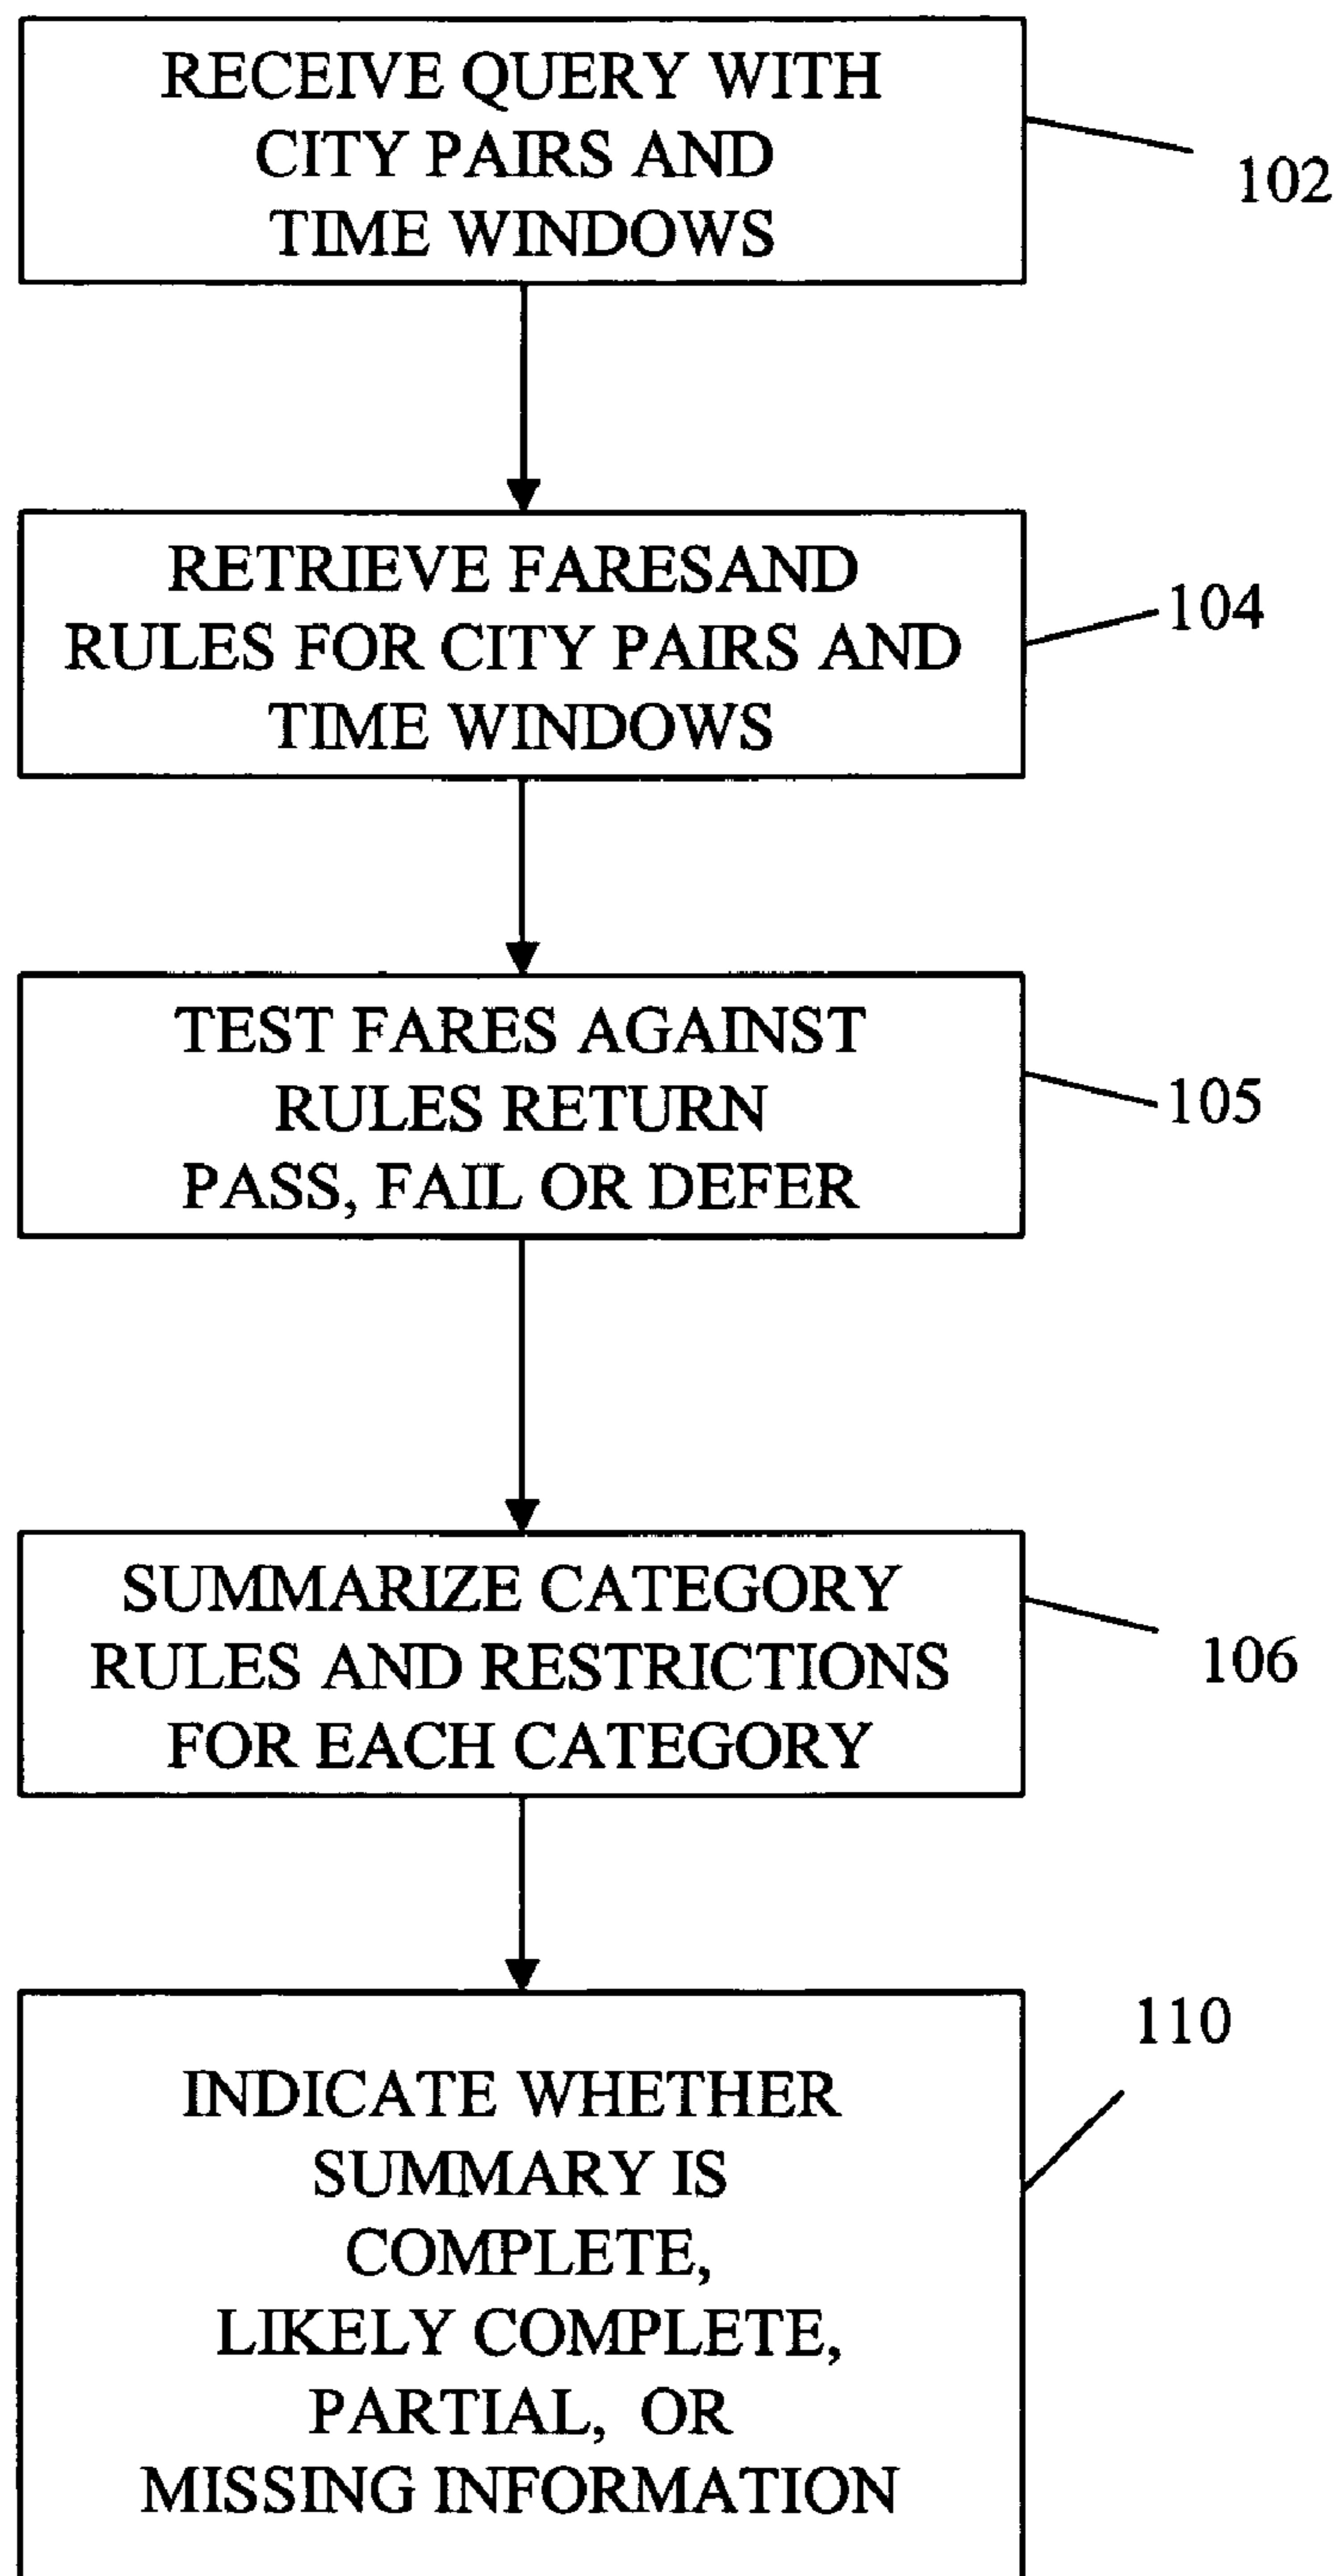 RECEIVE QUERY WITH
CITY PAIRS AND
TIME WINDOWS
102
RETRIEVE FARESAND
RULES FOR CITY PAIRS AND
TIME WINDOWS
104
TEST FARES AGAINST
RULES RETURN
PASS, FAIL OR DEFER
105
SUMMARIZE CATEGORY
RULES AND RESTRICTIONS
FOR EACH CATEGORY
106
110
INDICATE WHETHER
SUMMARY IS
COMPLETE,
LIKELY COMPLETE,
PARTIAL, OR
MISSING INFORMATION